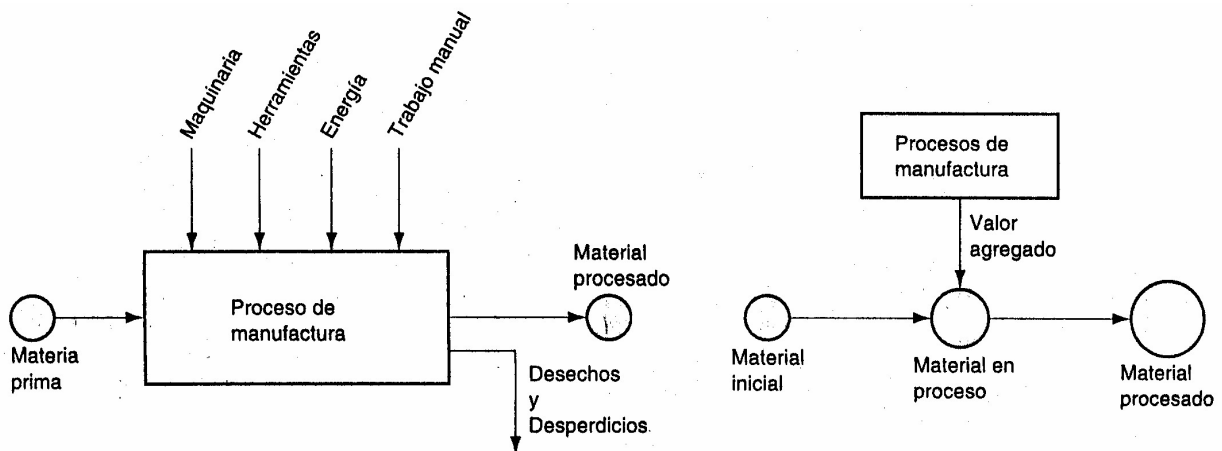 Maquinaria
Herramientas
Energía
Trabajo manual
Materia
prima
Proceso de
manufactura
Material
procesado
Desechos
y
Desperdicios
Procesos de
manufactura
Valor
agregado
Material
inicial
Material en
proceso
Material
procesado